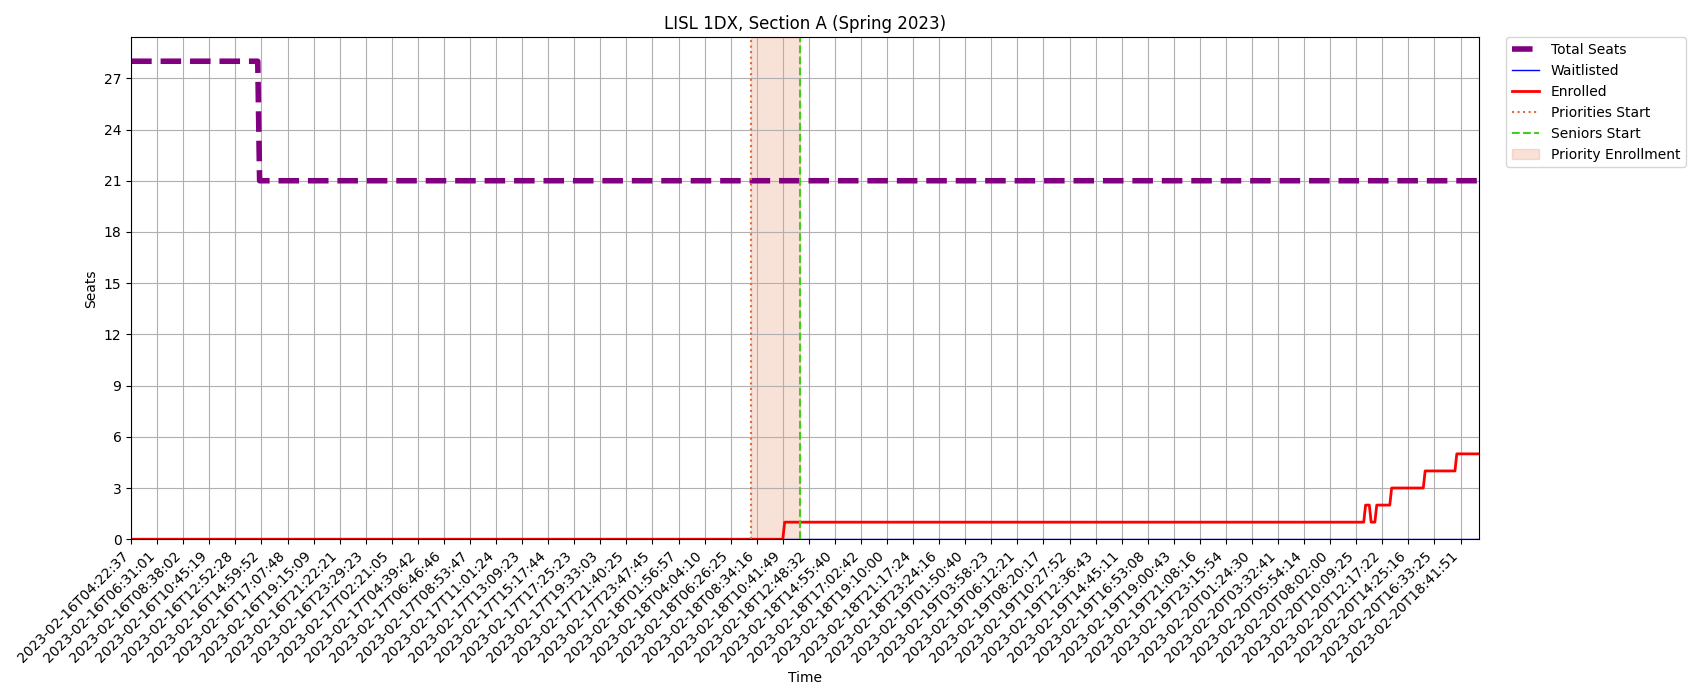 LISL 1DX, Section A (Spring 2023)
Total Seats
Waitlisted
Enrolled
Priorities Start
Seniors Start
Priority Enrollment
Seats
27
24
21
18
15
12
9
6
3
0
2023-02-16T04:22:37
2023-02-16T06:31:01
2023-02-16T08:38:02
2023-02-16T10:45:19
2023-02-16T12:52:28
2023-02-16T14:59:52
2023-02-16T17:07:48
2023-02-16T19:15:09
2023-02-16T21:22:21
2023-02-16T23:29:23
2023-02-17T02:21:05
2023-02-17T04:39:42
2023-02-17T06:46:46
2023-02-17T08:53:47
2023-02-17T11:01:24
2023-02-17T13:09:23
2023-02-17T15:17:44
2023-02-17T17:25:23
2023-02-17T19:33:03
2023-02-17T21:40:25
2023-02-17T23:47:45
2023-02-18T01:56:57
2023-02-18T04:04:10
2023-02-18T06:26:25
2023-02-18T08:34:16
2023-02-18T10:41:49
2023-02-18T12:48:32
2023-02-18T14:55:40
2023-02-18T17:02:42
2023-02-18T19:10:00
2023-02-18T21:17:24
2023-02-18T23:24:16
2023-02-19T01:50:40
2023-02-19T03:58:23
2023-02-19T06:12:21
2023-02-19T08:20:17
2023-02-19T10:27:52
2023-02-19T12:36:43
2023-02-19T14:45:11
2023-02-19T16:53:08
2023-02-19T19:00:43
2023-02-19T21:08:16
2023-02-19T23:15:54
2023-02-20T01:24:30
2023-02-20T03:32:41
2023-02-20T05:54:14
2023-02-20T08:02:00
2023-02-20T10:09:25
2023-02-20T12:17:22
2023-02-20T14:25:16
2023-02-20T16:33:25
2023-02-20T18:41:51
Time